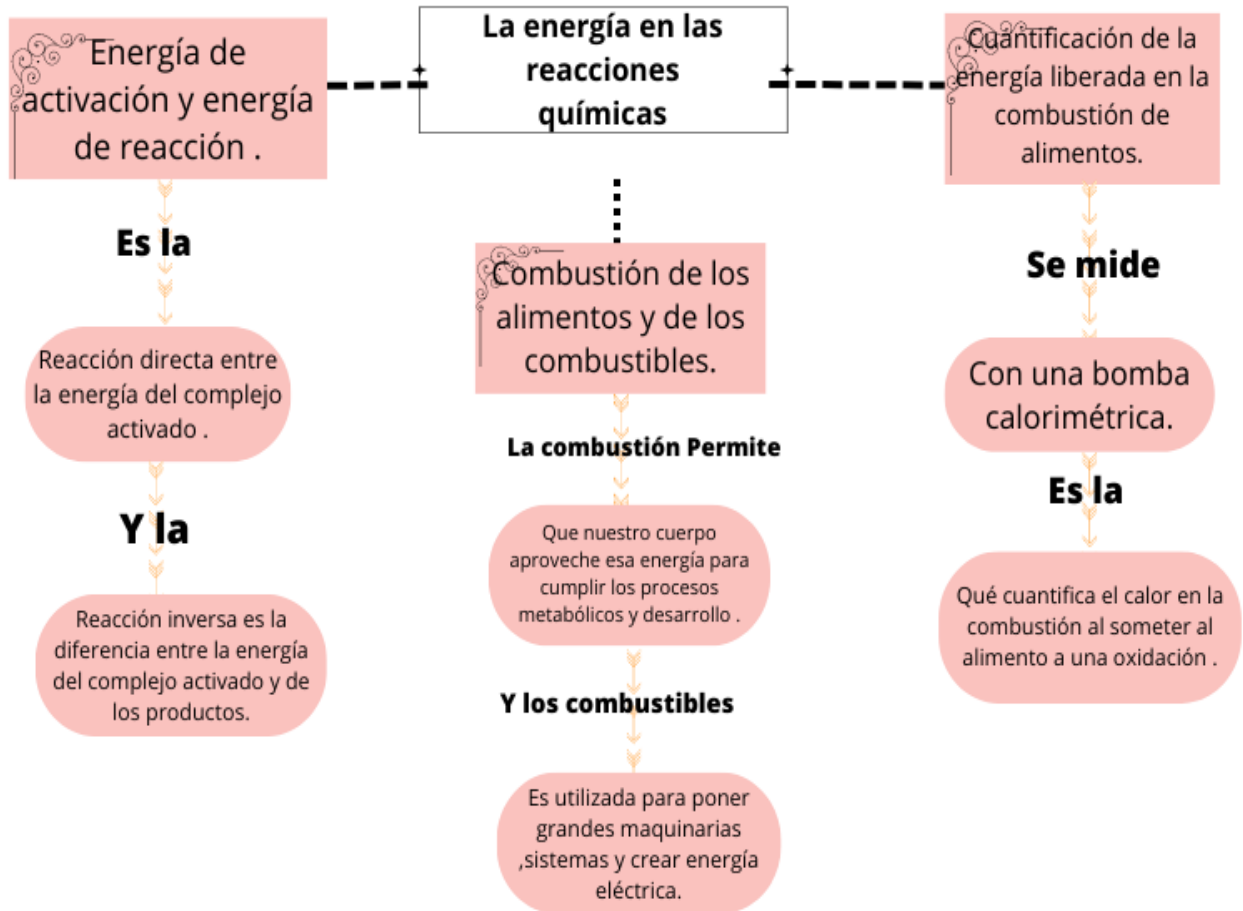 La energía en las
reacciones
químicas
Energía de
activación y energía
de reacción .
Es la
Reacción directa entre
la energía del complejo
activado .
Y la
Reacción inversa es la
diferencia entre la energía
del complejo activado y de
los productos.
Combustión de los
alimentos y de los
combustibles.
La combustión Permite
Que nuestro cuerpo
aproveche esa energía para
cumplir los procesos
metabólicos y desarrollo .
Y los combustibles
Es utilizada para poner
grandes maquinarias
,sistemas y crear energía
eléctrica.
Cuantificación de la
energía liberada en la
combustión de
alimentos.
Se mide
Con una bomba
calorimétrica.
Es la
Qué cuantifica el calor en la
combustión al someter al
alimento a una oxidación .